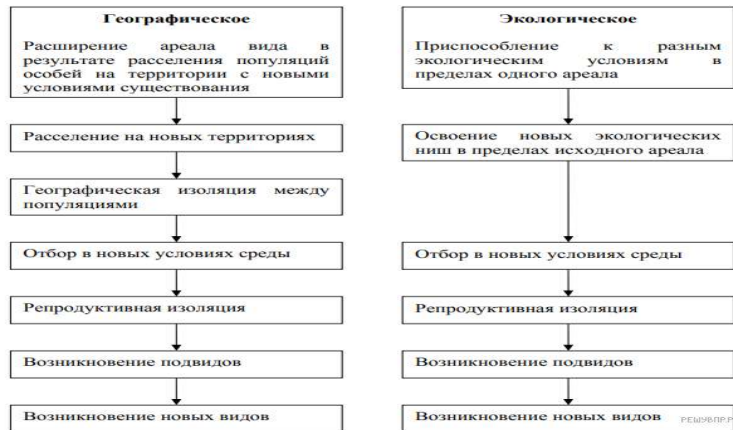 Географическое
Расширение ареала вида в
результате расселения популяций
особей на территории с новыми
условиями существования
Расселение на новых территориях
Географическая изоляция между
популяциями
Отбор в новых условиях среды
Репродуктивная изоляция
Возникновение подвидов
Возникновение новых видов
Экологическое
Приспособление к разным
экологическим условиям в
пределах одного ареала
Освоение новых экологических
ниш в пределах исходного ареала
Отбор в новых условиях среды
Репродуктивная изоляция
Возникновение подвидов
Возникновение новых видов
РЕШУВПР.Р